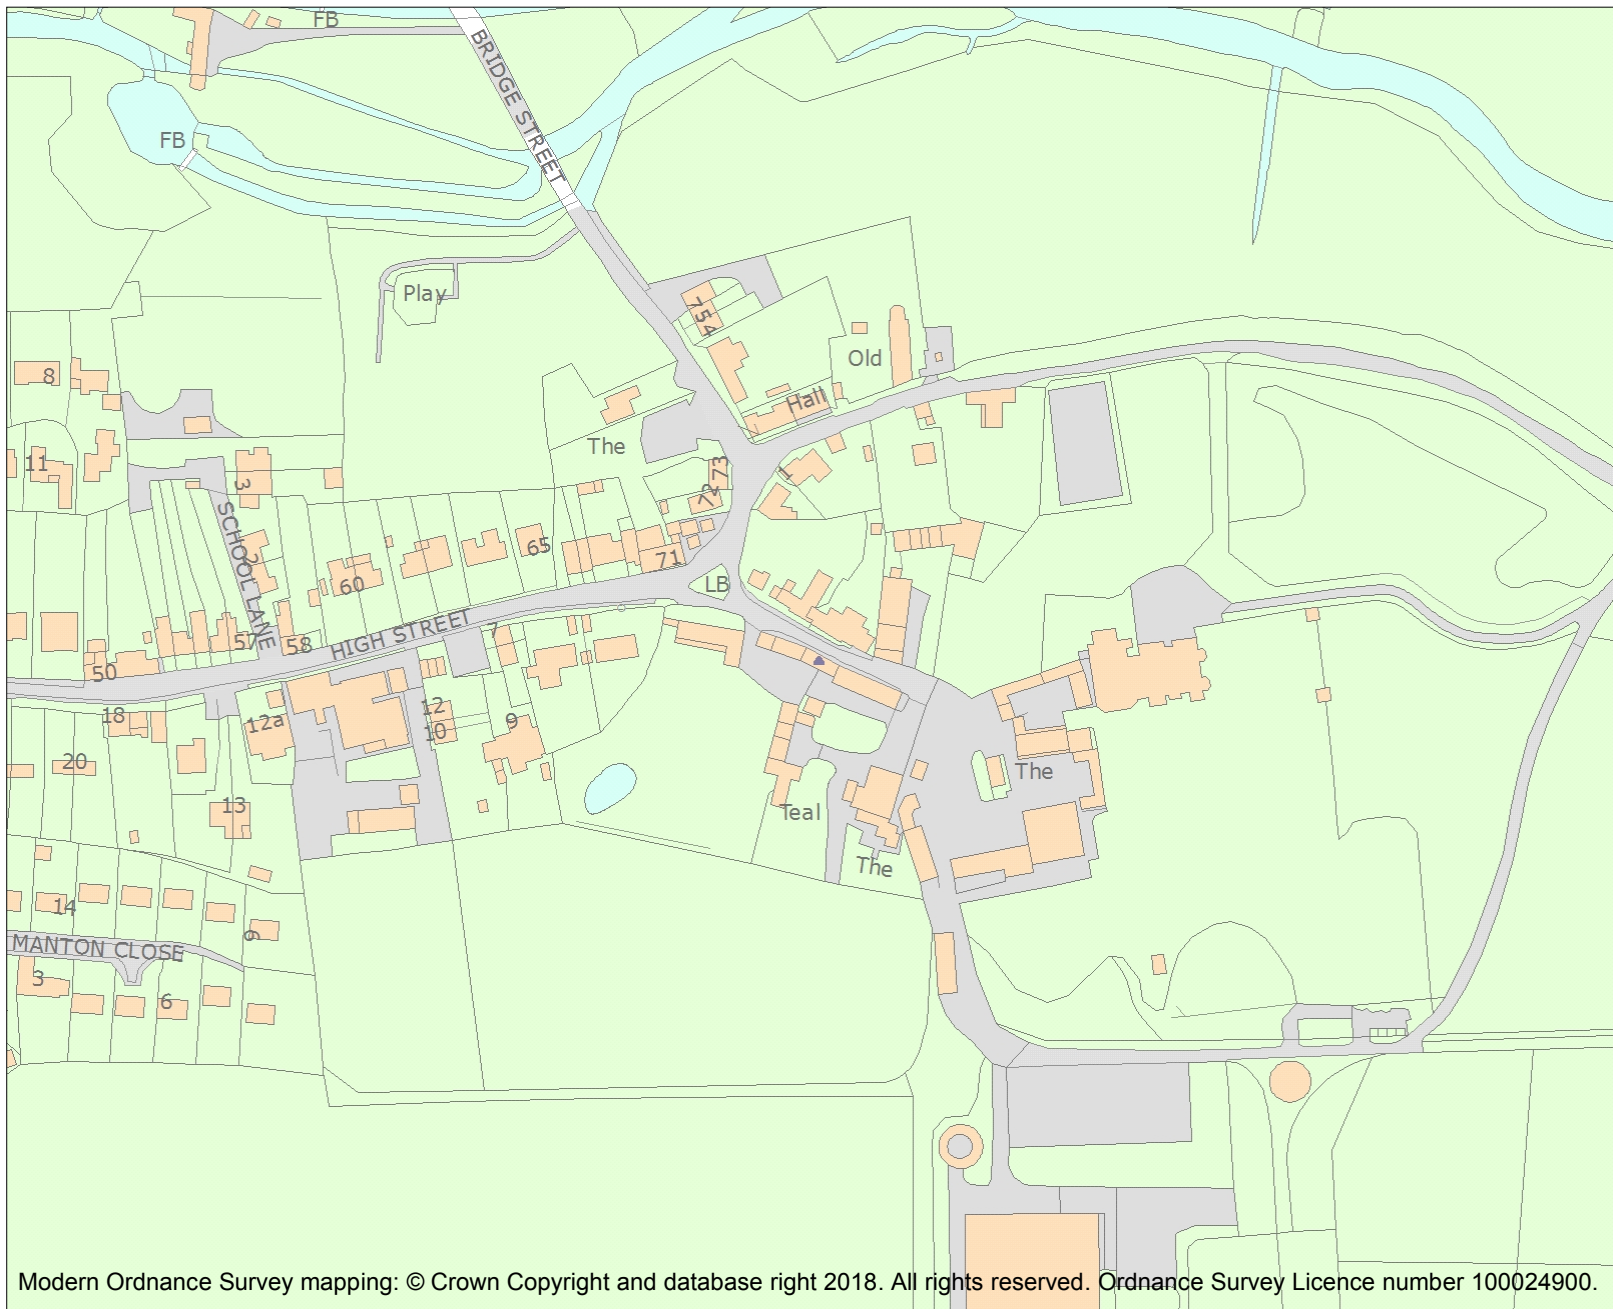 FB
BRIDGE STREET
FB
Play
754
Old
8
Hall
The
11
73
1
3
72
SCHOOL LANE
2
65
71
60
LB
57
58
HIGH STREET
7
50
18
12a
12
10
9
20
The
13
Teal
The
14
9
MANTON CLOSE
3
6
Modern Ordnance Survey mapping: © Crown Copyright and database right 2018. All rights reserved. Ordnance Survey Licence number 100024900.